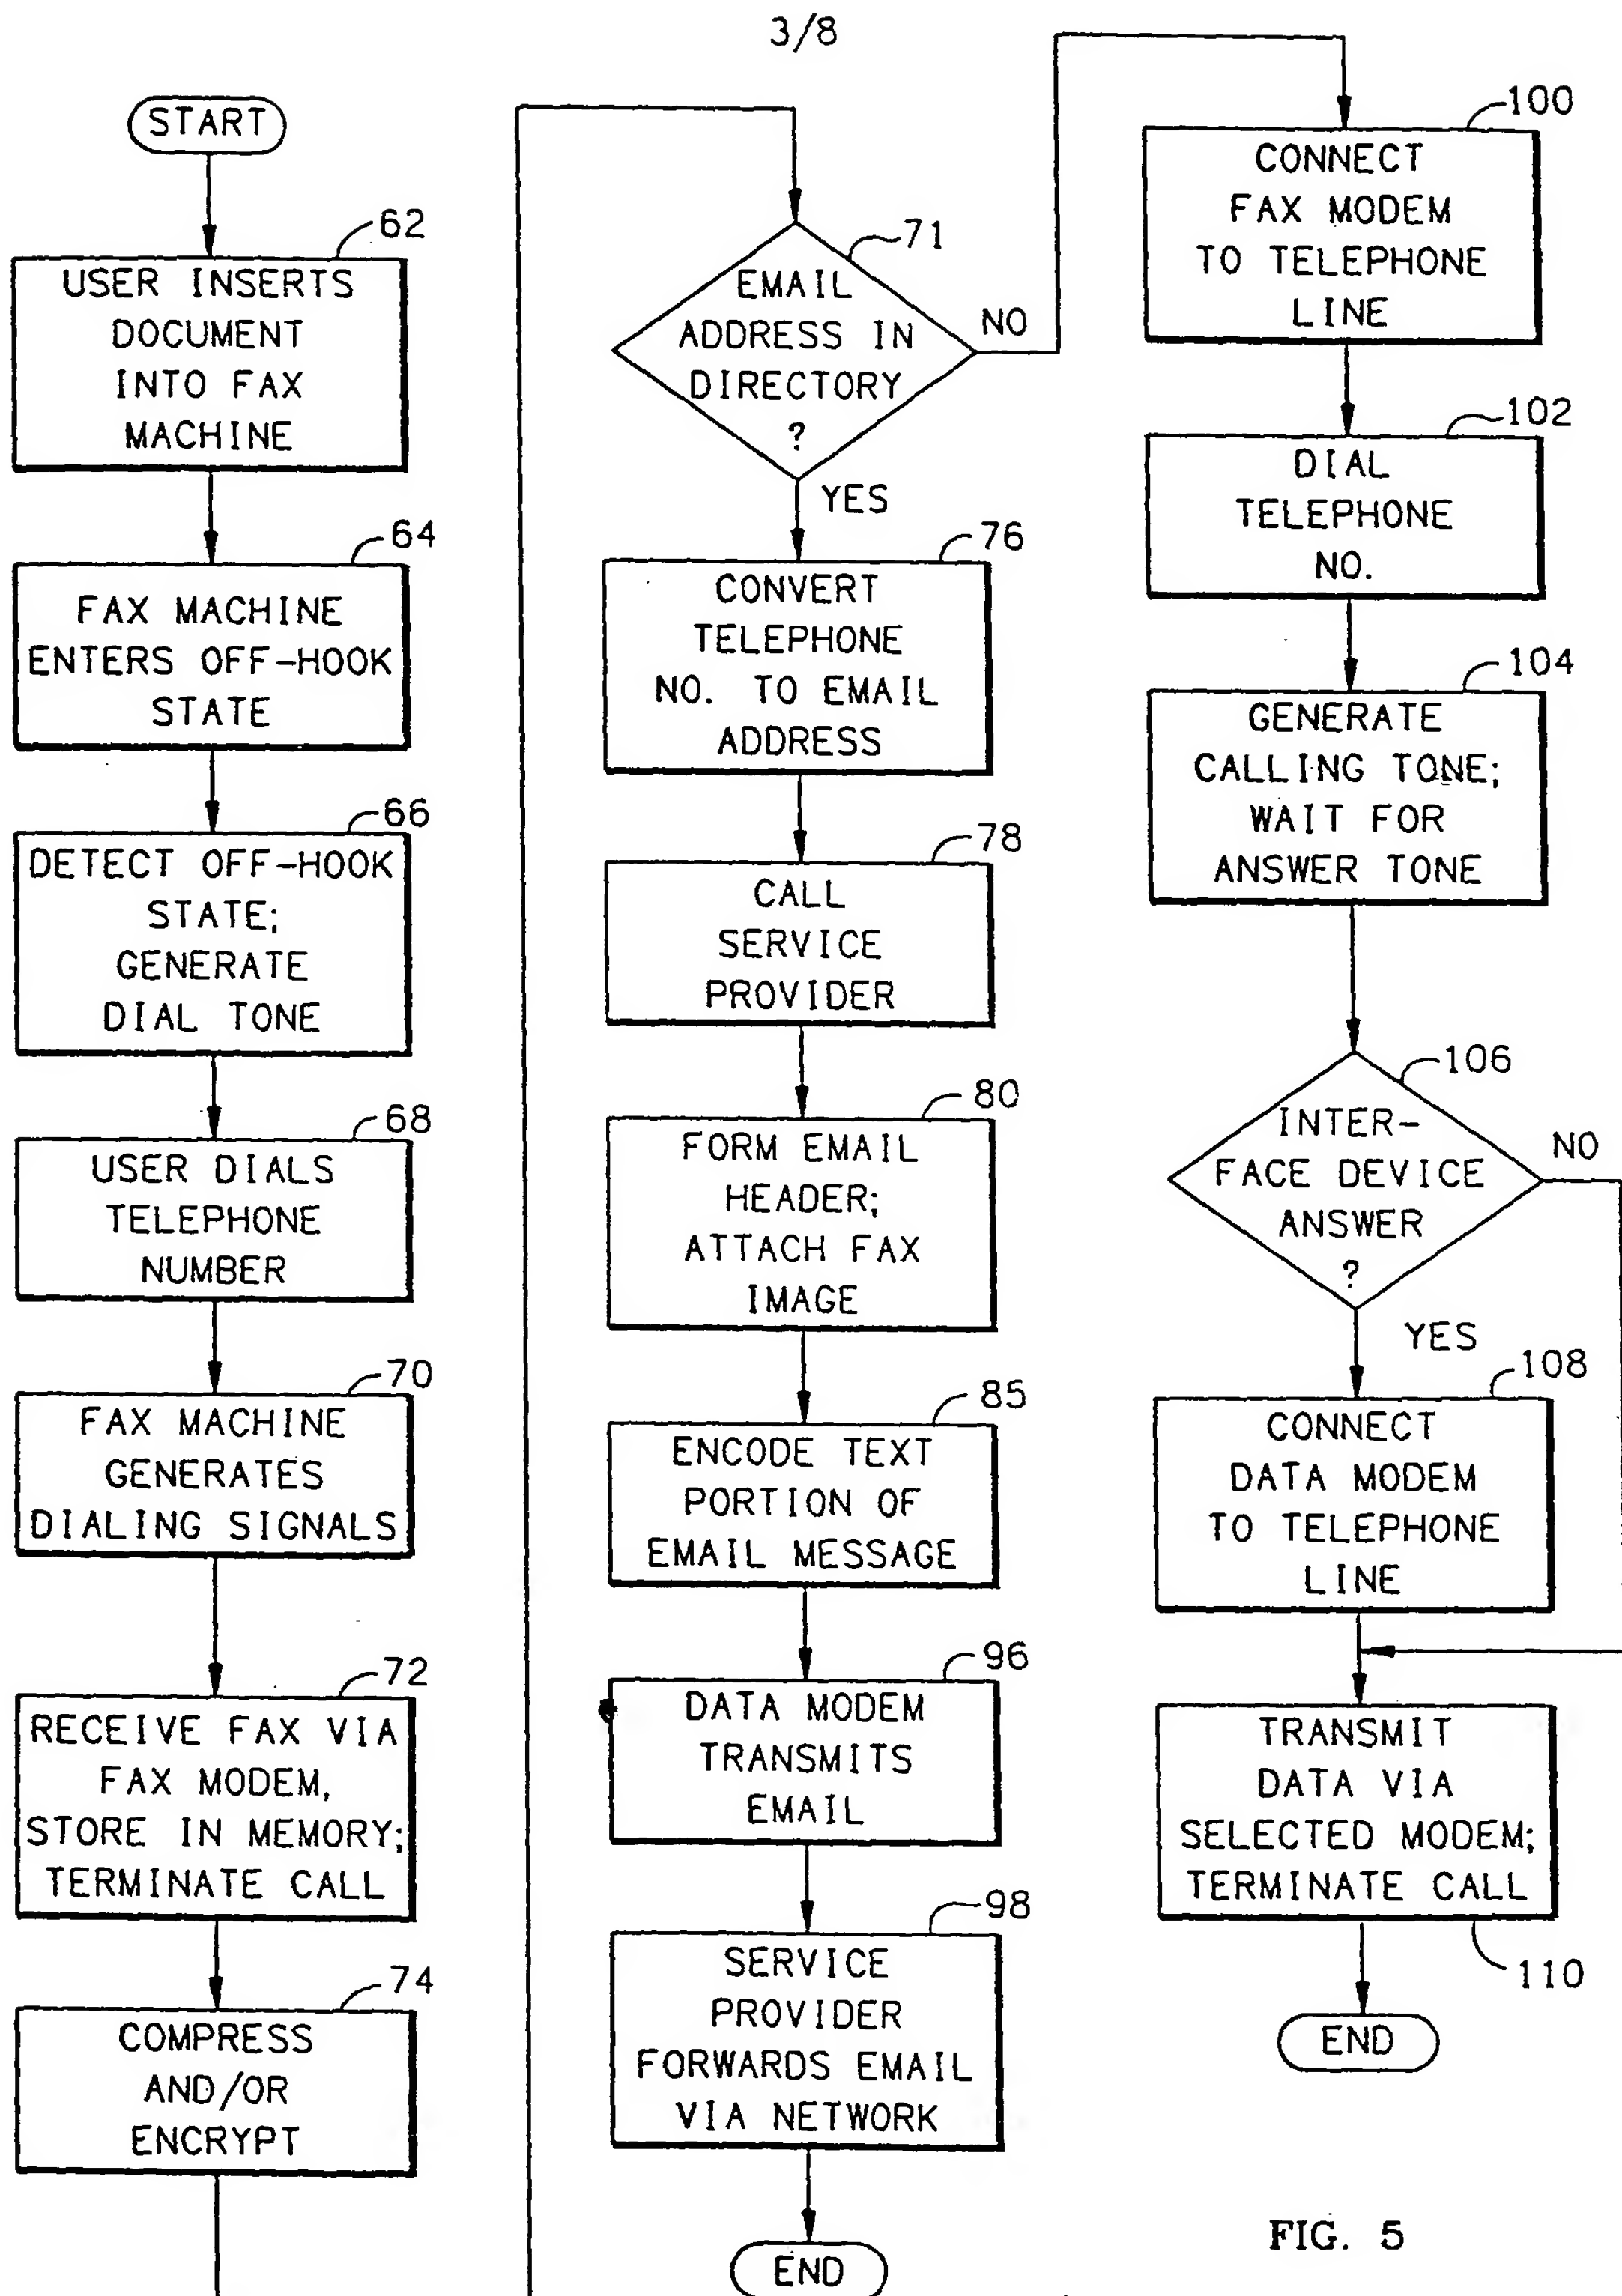 3/8
START
62
USER INSERTS
DOCUMENT
INTO FAX
MACHINE
64
FAX MACHINE
ENTERS OFF-HOOK
STATE
66
DETECT OFF-HOOK
STATE;
GENERATE
DIAL TONE
68
USER DIALS
TELEPHONE
NUMBER
70
FAX MACHINE
GENERATES
DIALING SIGNALS
72
RECEIVE FAX VIA
FAX MODEM,
STORE IN MEMORY;
TERMINATE CALL
74
COMPRESS
AND/OR
ENCRYPT
71
EMAIL
ADDRESS IN
DIRECTORY
?
NO
YES
76
CONVERT
TELEPHONE
NO. TO EMAIL
ADDRESS
78
CALL
SERVICE
PROVIDER
80
FORM EMAIL
HEADER;
ATTACH FAX
IMAGE
85
ENCODE TEXT
PORTION OF
EMAIL MESSAGE
96
DATA MODEM
TRANSMITS
EMAIL
98
SERVICE
PROVIDER
FORWARDS EMAIL
VIA NETWORK
END
100
CONNECT
FAX MODEM
TO TELEPHONE
LINE
102
DIAL
TELEPHONE
NO.
104
GENERATE
CALLING TONE;
WAIT FOR
ANSWER TONE
106
INTER-
FACE DEVICE
ANSWER
?
NO
YES
108
CONNECT
DATA MODEM
TO TELEPHONE
LINE
TRANSMIT
DATA VIA
SELECTED MODEM;
TERMINATE CALL
110
END
FIG. 5